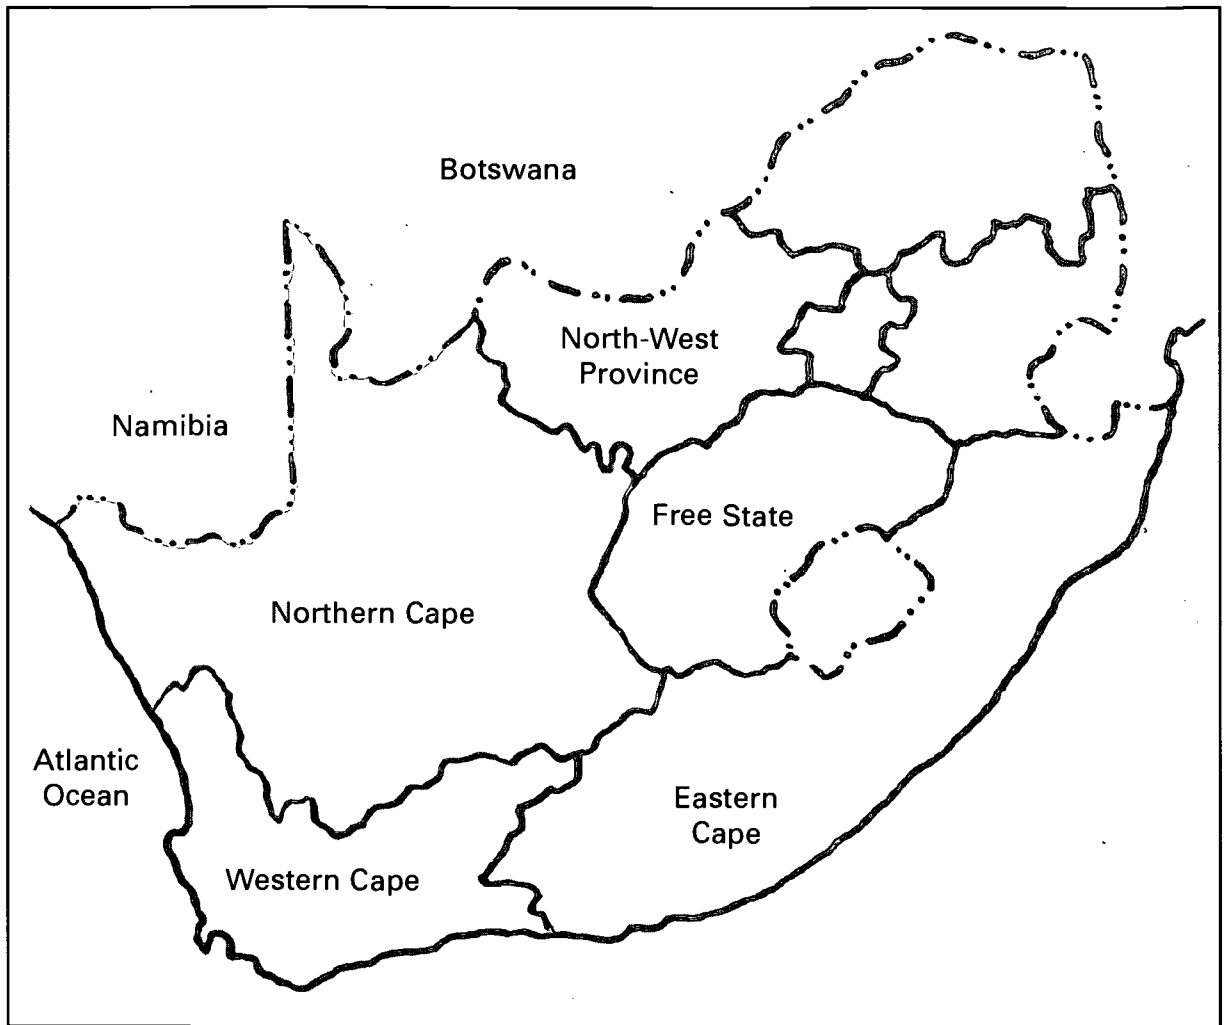 Botswana
North-West
Province
Namibia
Free State
Northern Cape
Atlantic
Ocean
Eastern
Cape
Western Cape